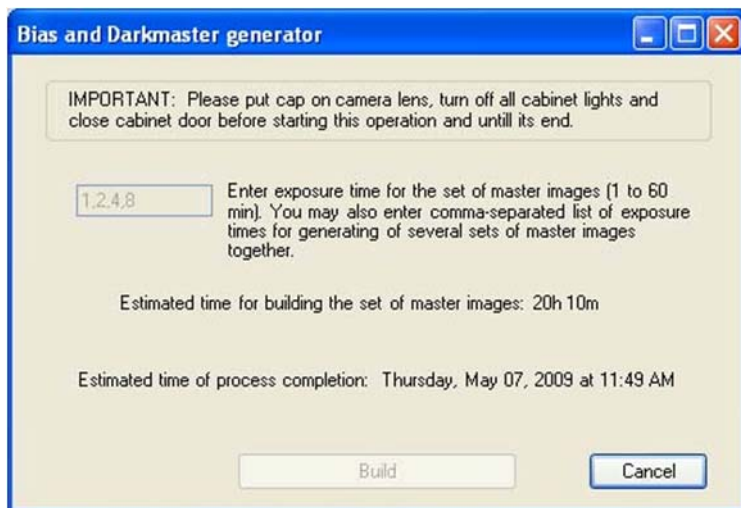 Bias and Darkmaster generator
IMPORTANT: Please put cap on camera lens, turn off all cabinet lights and
close cabinet door before starting this operation and untill its end.
1,2,4,8
Enter exposure time for the set of master images (1 to 60
min). You may also enter comma-separated list of exposure
times for generating of several sets of master images
together.
Estimated time for building the set of master images: 20h 10m
Estimated time of process completion: Thursday, May 07, 2009 at 11:49 AM
Build
Cancel